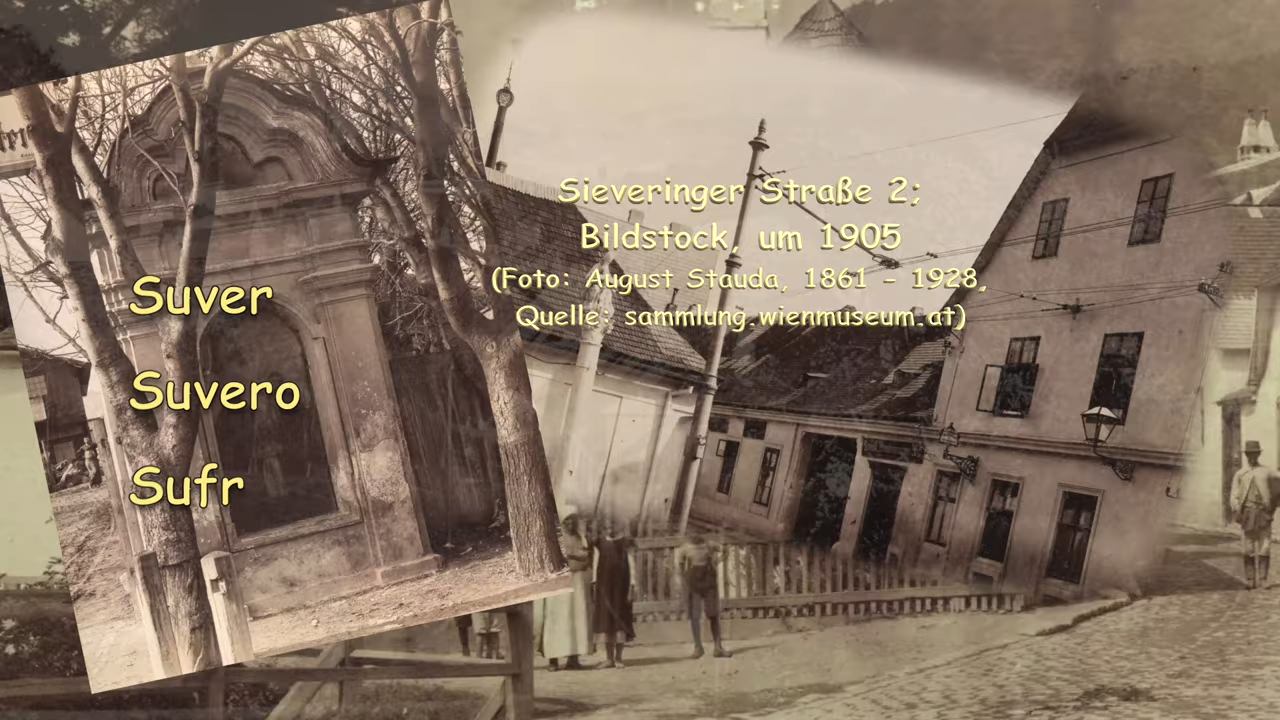 Sieveringer Straße 2;
Bildstock, um 1905
(Foto: August Stauda, 1861 - 1928,
Quelle: sammlung.wienmuseum.at)
Suver
Suvero
Sufr